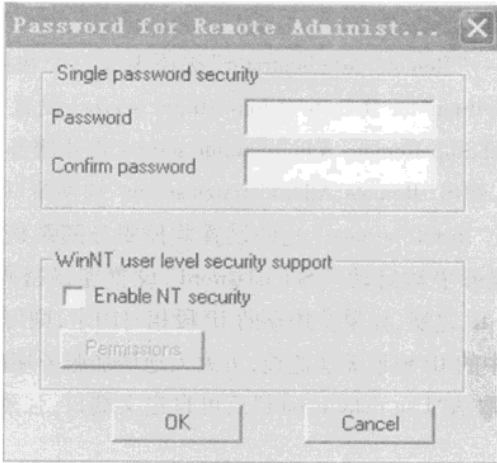 Password for Remote Administ...
Single password security
Password
Confirm password
WinNT user level security support
Enable NT security
Permissions
OK
Cancel